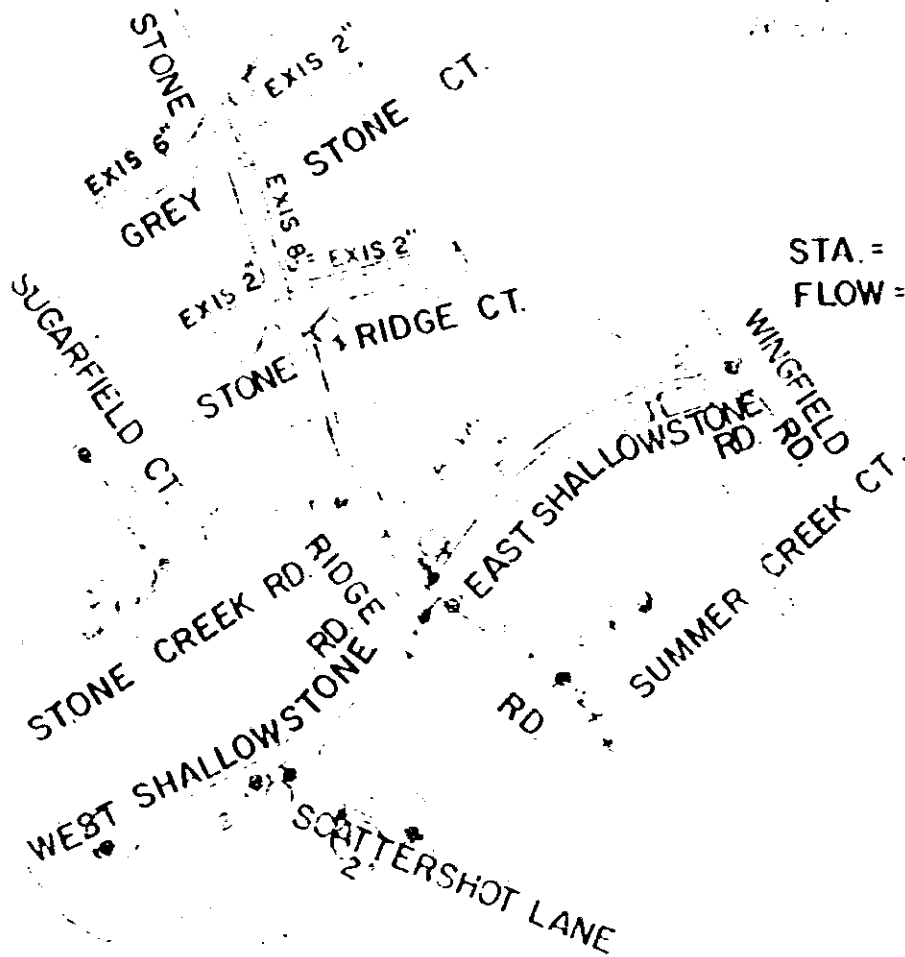 STONE
EXIS 2"
STONE CT.
EXIS 6"
GREY
EXIS 8"
EXIS 2"
EXIS 2"
STA. =
FLOW =
SUGARFIELD CT.
STONE RIDGE CT.
WINGFIELD RD.
EAST SHALLOWSTONE RD.
SUMMER CREEK CT.
STONE CREEK RD.
RIDGE RD.
WEST SHALLOWSTONE
RD
SCATTERSHOT LANE
2